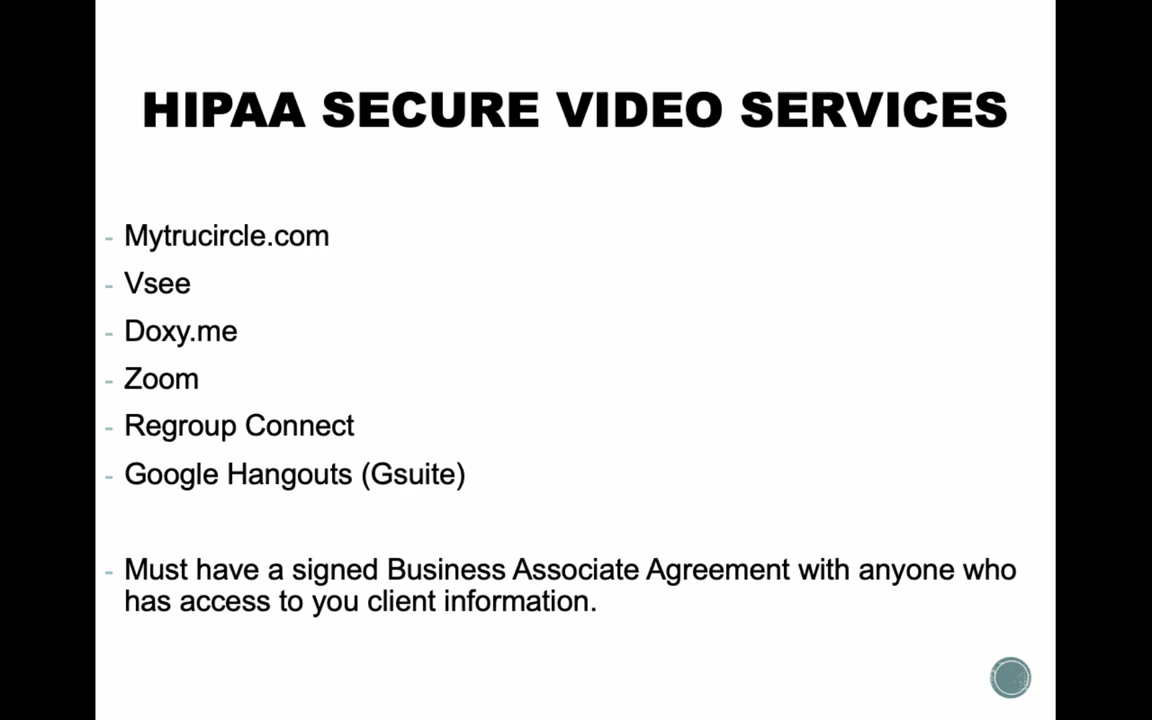 HIPAA SECURE VIDEO SERVICES
- Mytrucircle.com
- Vsee
- Doxy.me
- Zoom
- Regroup Connect
- Google Hangouts (Gsuite)
- Must have a signed Business Associate Agreement with anyone who
has access to you client information.